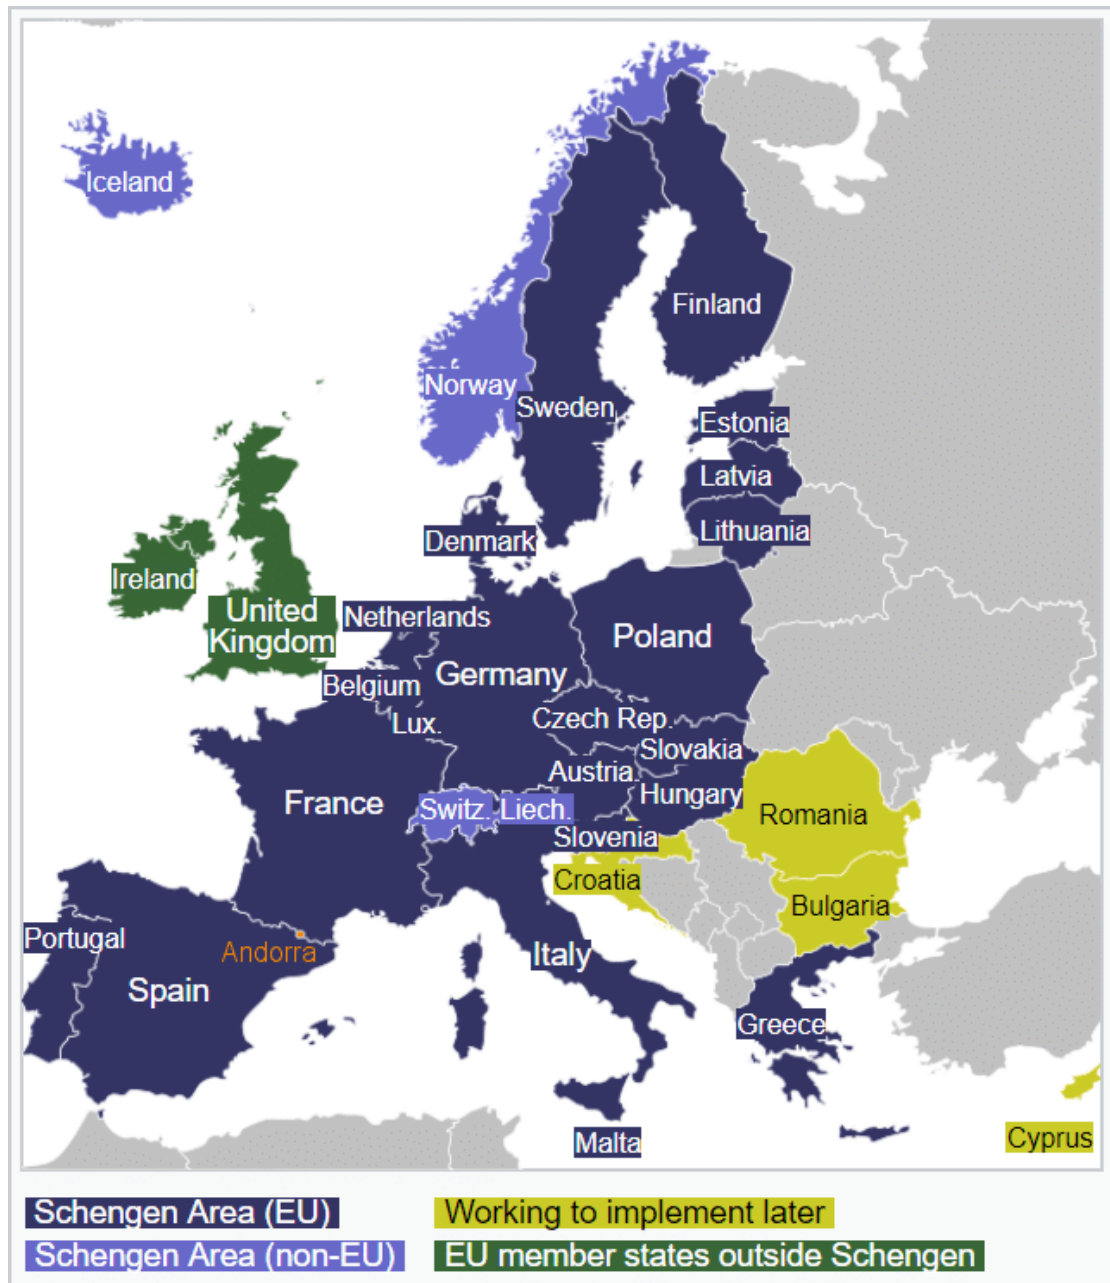 Iceland
Finland
Norway
Sweden
Estonia
Latvia
Lithuania
Denmark
Ireland
United
Kingdom
Netherlands
Poland
Germany
Belgium
Lux.
Czech Rep.
Slovakia
Austria
Hungary
France
Switz.
Liech.
Romania
Slovenia
Croatia
Bulgaria
Portugal
Andorra
Italy
Spain
Greece
Malta
Cyprus
Schengen Area (EU)
Working to implement later
Schengen Area (non-EU)
EU member states outside Schengen